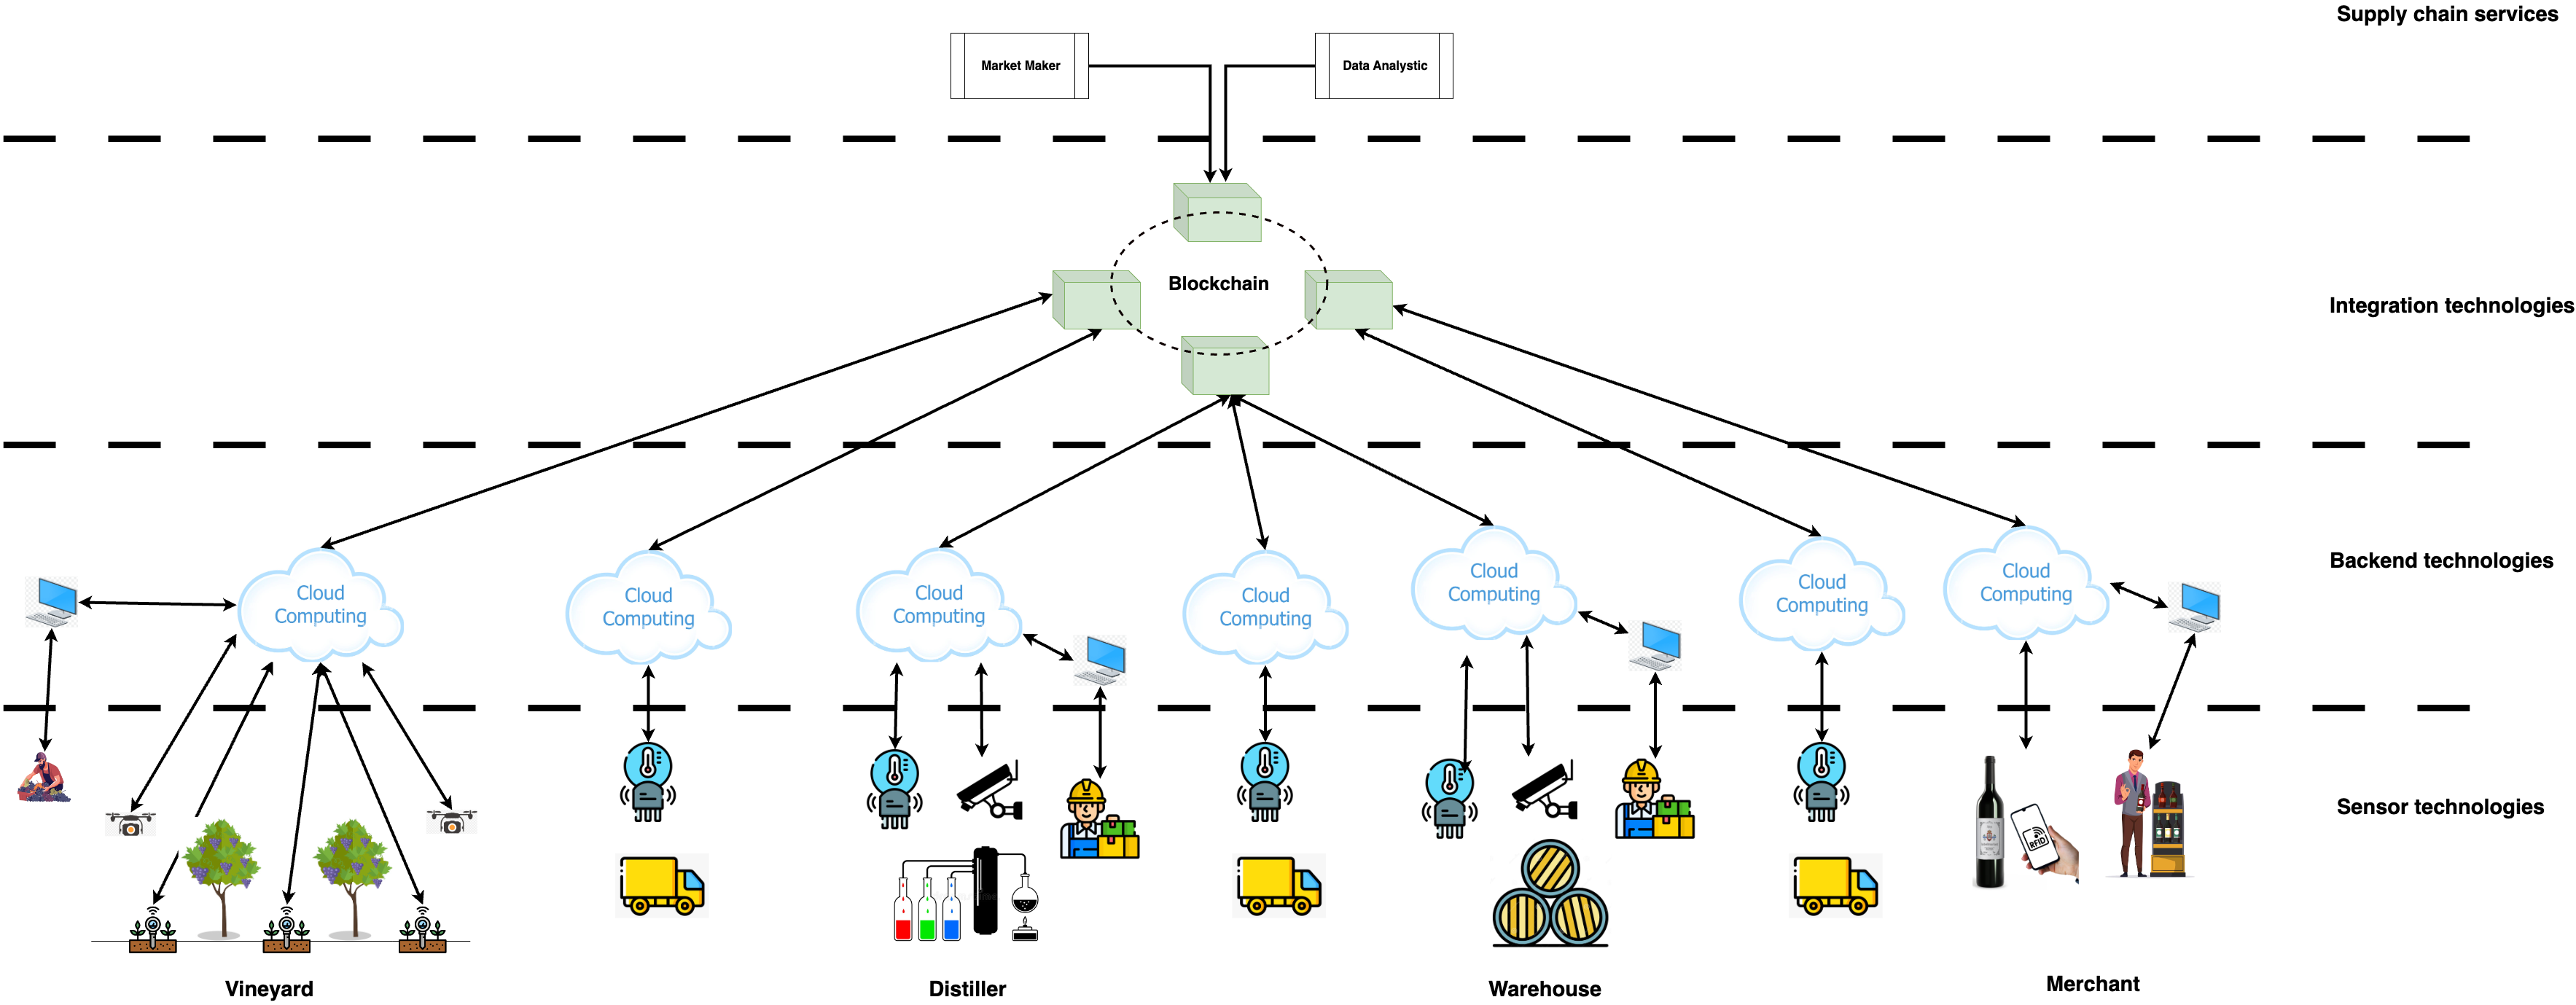 Supply chain services
Market Maker
Data Analystic
Blockchain
Integration technologies
Backend technologies
Cloud
Computing
Cloud
Computing
Cloud
Computing
Cloud
Computing
Cloud
Computing
Cloud
Computing
Cloud
Computing
Sensor technologies
RFID
Vineyard
Distiller
Warehouse
Merchant